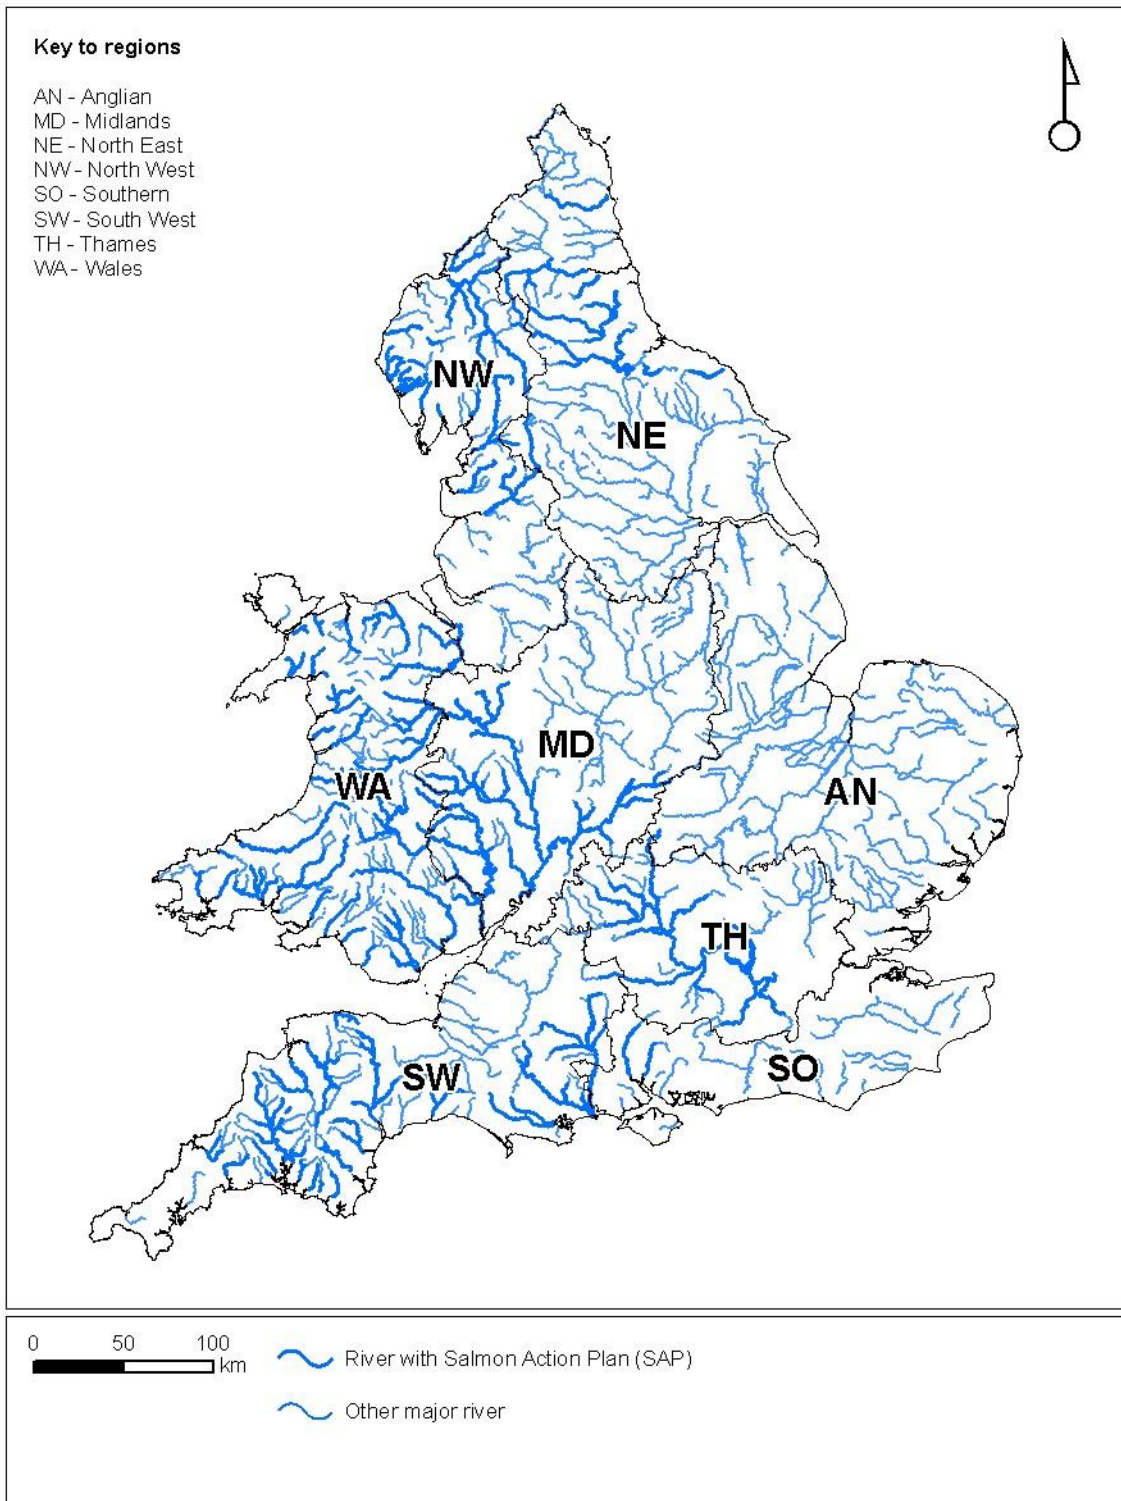 Key to regions
AN - Anglian
MD - Midlands
NE - North East
NW - North West
SO - Southern
SW - South West
TH - Thames
WA - Wales
NW
NE
MD
WA
AN
TH
SW
SO
0 50 100
km
River with Salmon Action Plan (SAP)
Other major river